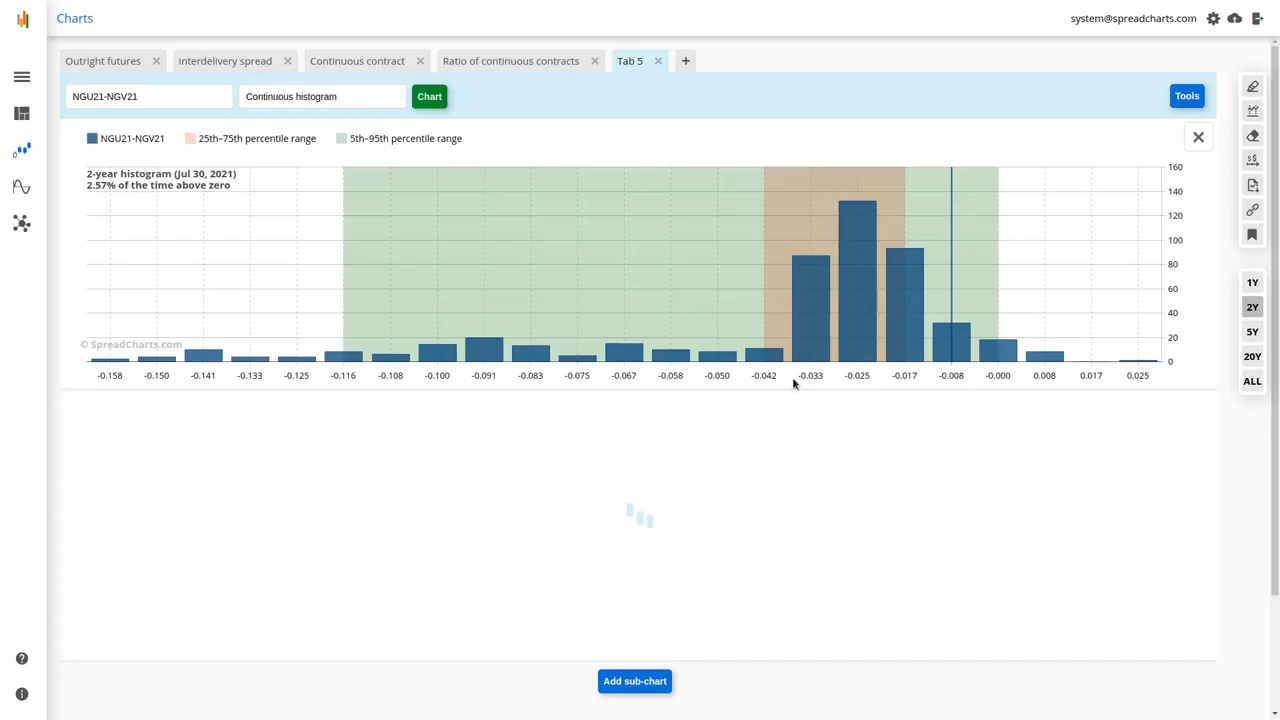 Charts
system@spreadcharts.com
Outright futures
interdelivery spread
Continuous contract
Ratio of continuous contracts
Tab 5
+
NGU21-NGV21
Continuous histogram
Chart
Tools
NGU21-NGV21
25th–75th percentile range
5th–95th percentile range
2-year histogram (Jul 30, 2021)
2.57% of the time above zero
160
140
120
100
80
60
40
20
0
© SpreadCharts.com
-0.158 -0.150 -0.141 -0.133 -0.125 -0.116 -0.108 -0.100 -0.091 -0.083 -0.075 -0.067 -0.058 -0.050 -0.042 -0.033 -0.025 -0.017 -0.008 -0.000 0.008 0.017 0.025
1Y
2Y
5Y
20Y
ALL
Add sub-chart